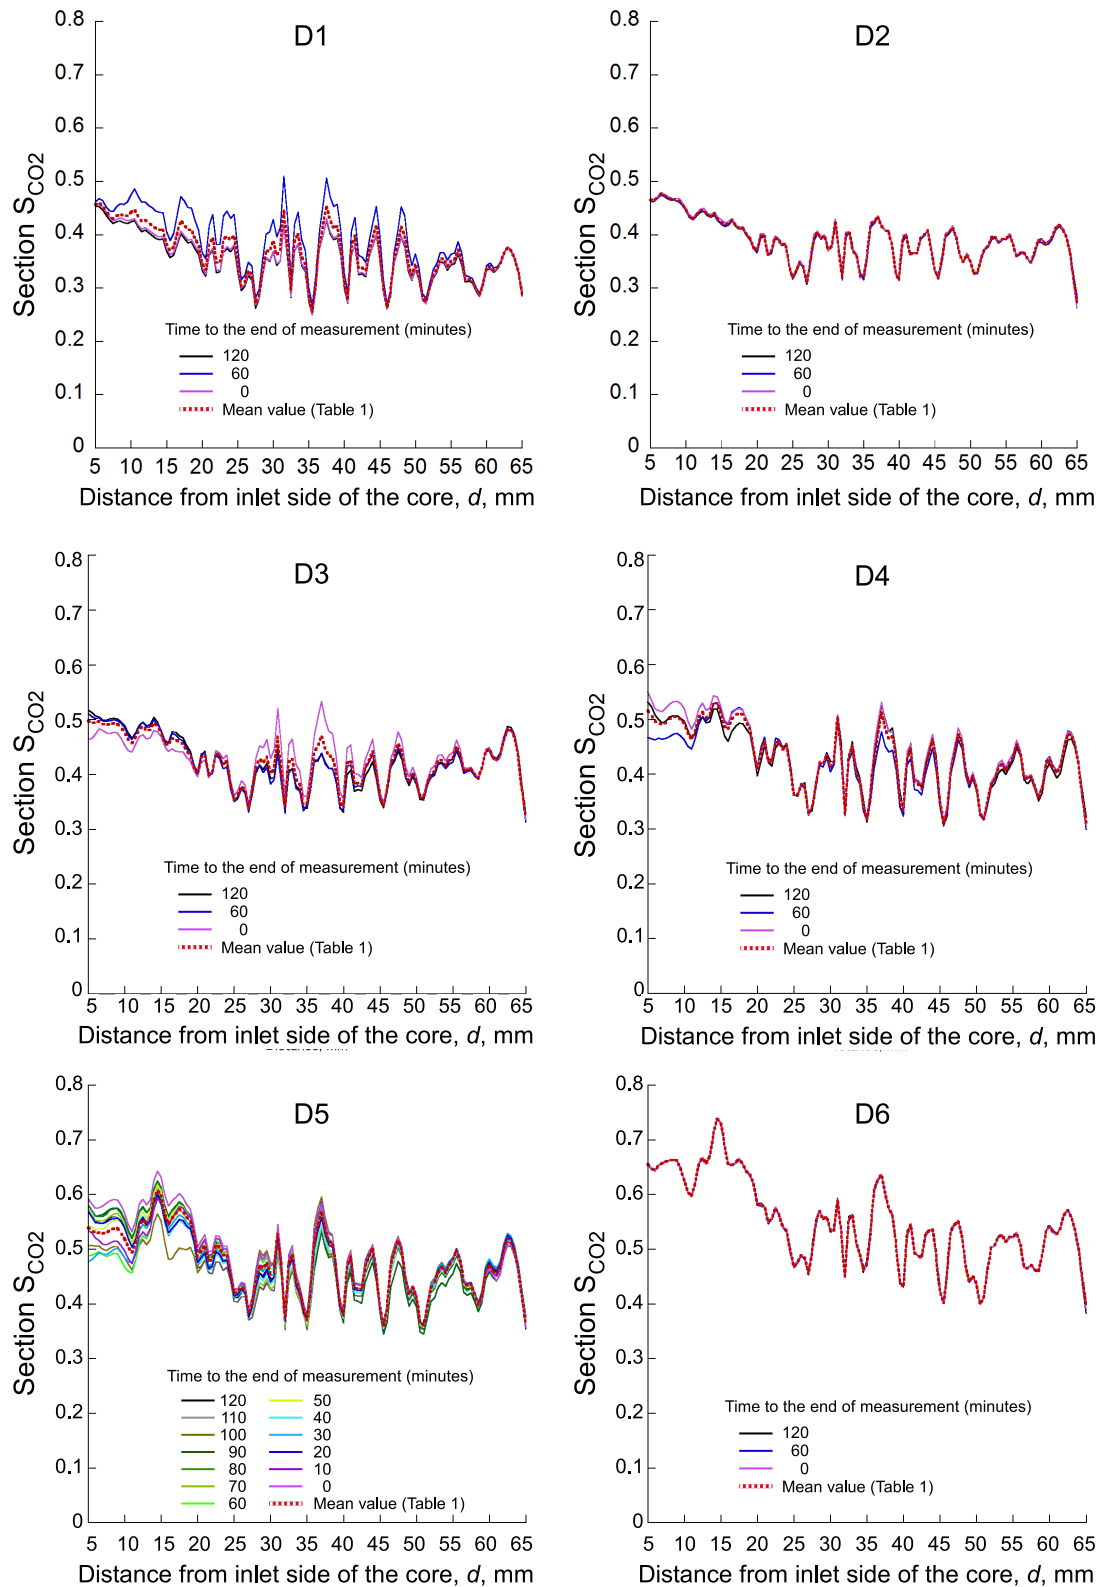 D1
0.8
0.7
0.6
0.5
0.4
0.3
0.2
0.1
0
Section SCO2
Time to the end of measurement (minutes)
120
60
0
Mean value (Table 1)
5 10 15 20 25 30 35 40 45 50 55 60 65
Distance from inlet side of the core, d, mm
D2
0.8
0.7
0.6
0.5
0.4
0.3
0.2
0.1
0
Section SCO2
Time to the end of measurement (minutes)
120
60
0
Mean value (Table 1)
5 10 15 20 25 30 35 40 45 50 55 60 65
Distance from inlet side of the core, d, mm
D3
0.8
0.7
0.6
0.5
0.4
0.3
0.2
0.1
0
Section SCO2
Time to the end of measurement (minutes)
120
60
0
Mean value (Table 1)
5 10 15 20 25 30 35 40 45 50 55 60 65
Distance from inlet side of the core, d, mm
D4
0.8
0.7
0.6
0.5
0.4
0.3
0.2
0.1
0
Section SCO2
Time to the end of measurement (minutes)
120
60
0
Mean value (Table 1)
5 10 15 20 25 30 35 40 45 50 55 60 65
Distance from inlet side of the core, d, mm
D5
0.8
0.7
0.6
0.5
0.4
0.3
0.2
0.1
0
Section SCO2
Time to the end of measurement (minutes)
120 50
110 40
100 30
90 20
80 10
70 0
60 Mean value (Table 1)
5 10 15 20 25 30 35 40 45 50 55 60 65
Distance from inlet side of the core, d, mm
D6
0.8
0.7
0.6
0.5
0.4
0.3
0.2
0.1
0
Section SCO2
Time to the end of measurement (minutes)
120
60
0
Mean value (Table 1)
5 10 15 20 25 30 35 40 45 50 55 60 65
Distance from inlet side of the core, d, mm